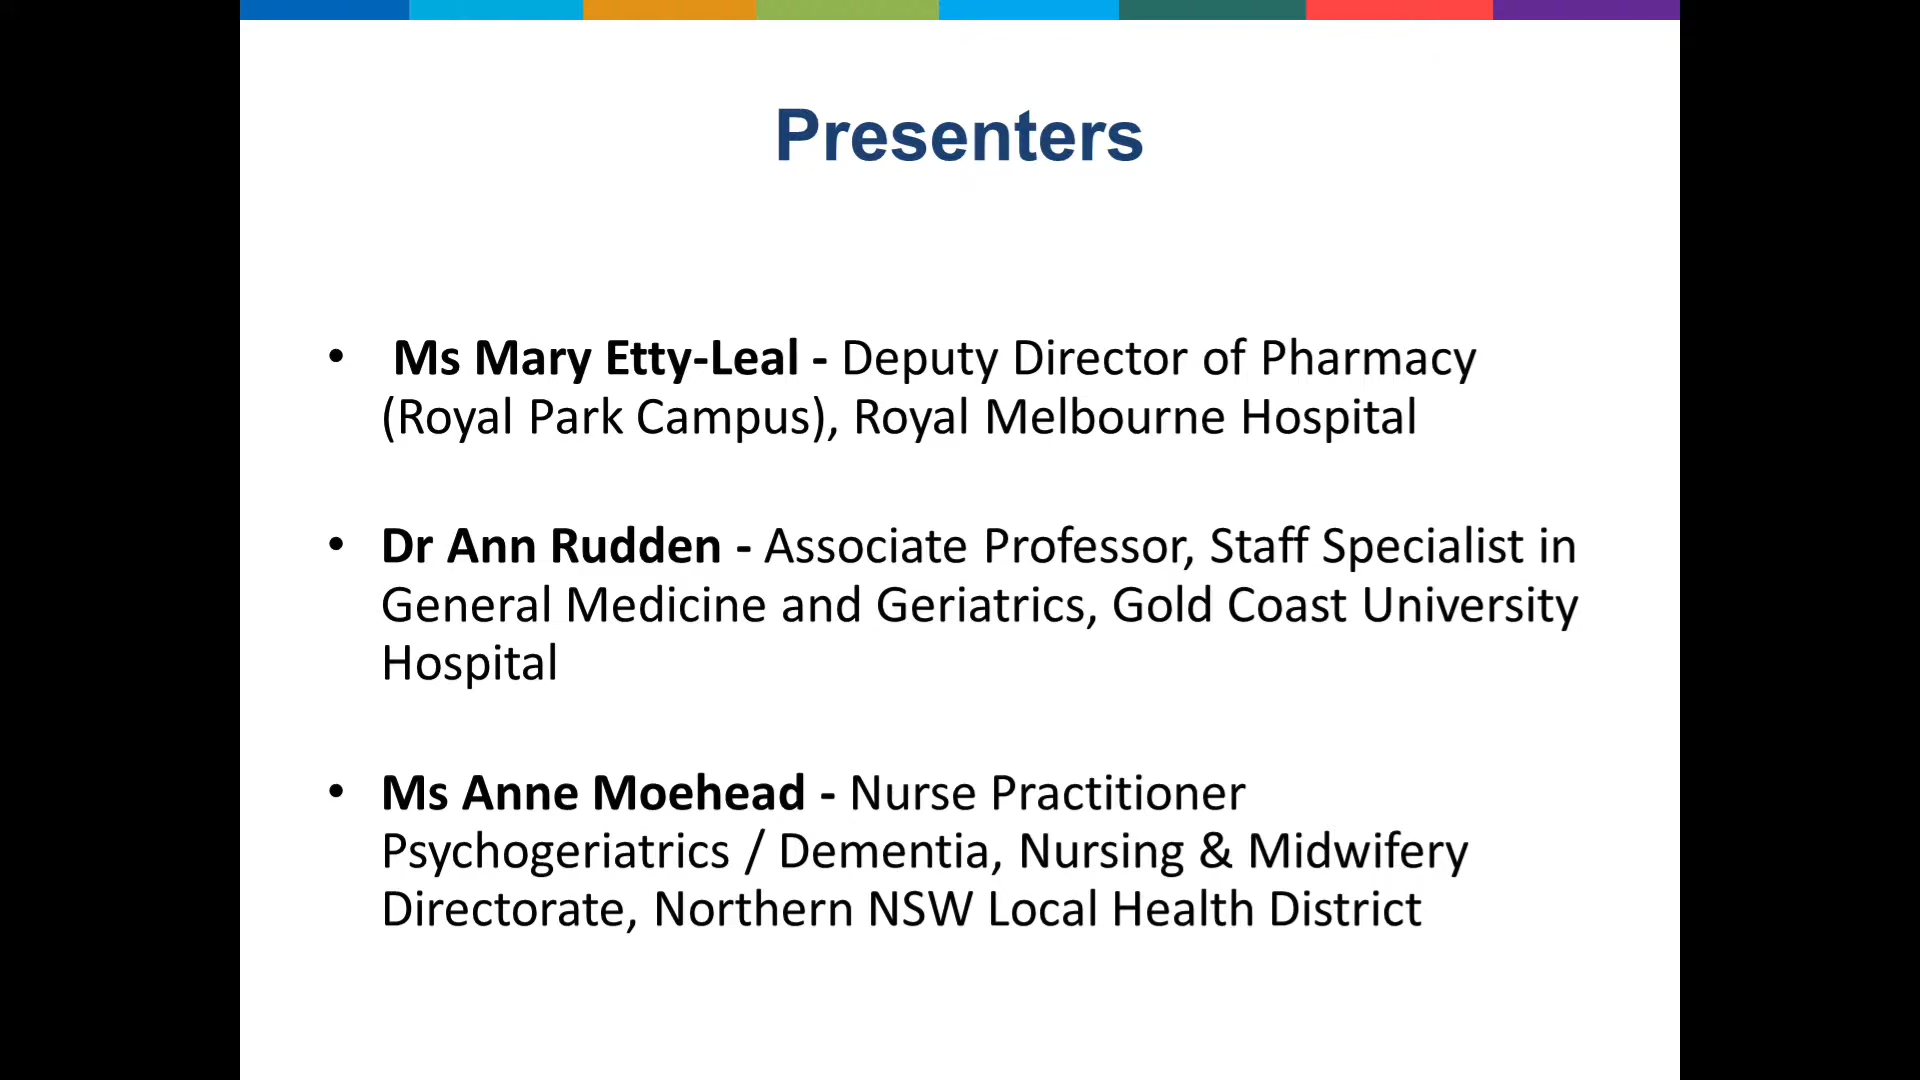 Presenters
• Ms Mary Etty-Leal - Deputy Director of Pharmacy
(Royal Park Campus), Royal Melbourne Hospital
• Dr Ann Rudden - Associate Professor, Staff Specialist in
General Medicine and Geriatrics, Gold Coast University
Hospital
• Ms Anne Moehead - Nurse Practitioner
Psychogeriatrics / Dementia, Nursing & Midwifery
Directorate, Northern NSW Local Health District